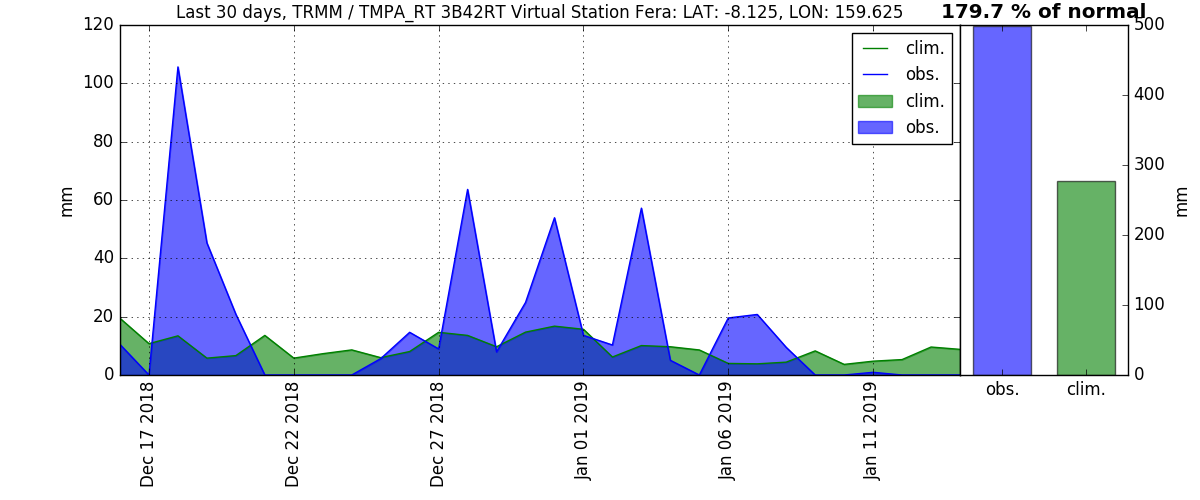 Last 30 days, TRMM / TMPA_RT 3B42RT Virtual Station Fera: LAT: -8.125, LON: 159.625
179.7 % of normal
120
100
80
60
40
20
0
mm
clim.
obs.
clim.
obs.
Dec 17 2018
Dec 22 2018
Dec 27 2018
Jan 01 2019
Jan 06 2019
Jan 11 2019
500
400
300
200
100
0
mm
obs.
clim.